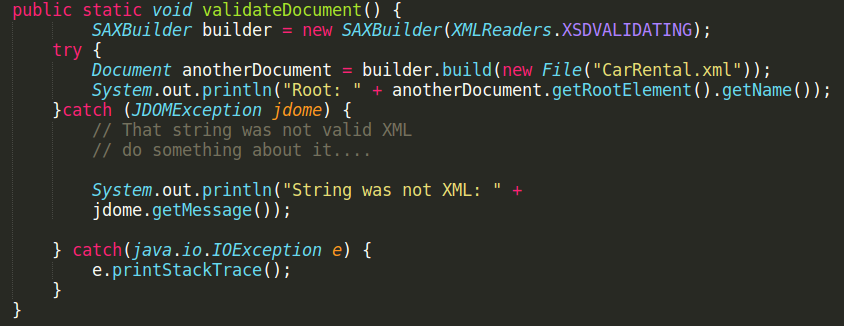 public static void validateDocument() {
        SAXBuilder builder = new SAXBuilder(XMLReaders.XSDVALIDATING);
    try {
        Document anotherDocument = builder.build(new File("CarRental.xml"));
        System.out.println("Root: " + anotherDocument.getRootElement().getName());
    }catch (JDOMException jdome) {
        // That string was not valid XML
        // do something about it....

        System.out.println("String was not XML: " +
        jdome.getMessage());

    } catch(java.io.IOException e) {
        e.printStackTrace();
    }
}